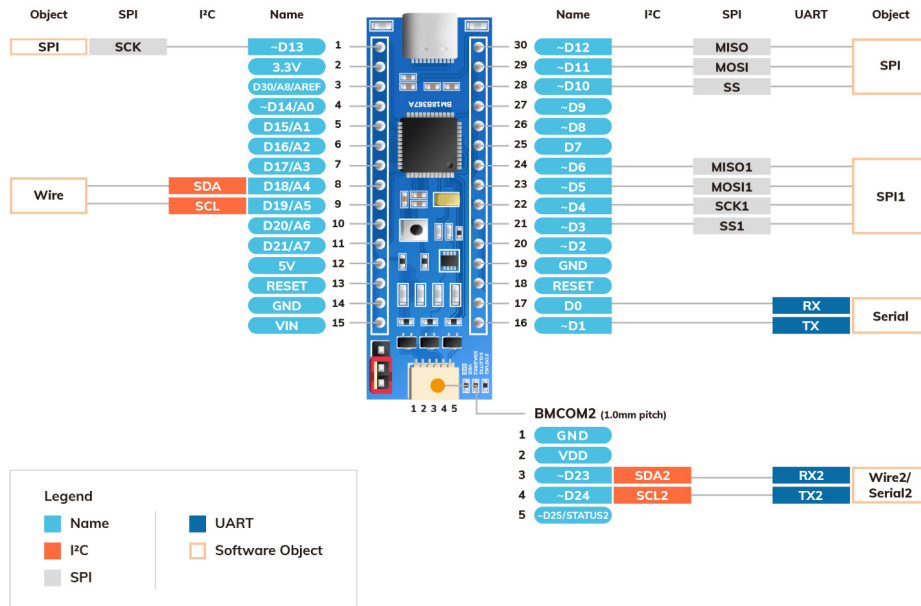 Object SPI I²C Name
Name I²C SPI UART Object
SPI SCK ~D13 1
30 ~D12 MISO
3.3V 2
29 ~D11 MOSI SPI
D30/A8/AREF 3
28 ~D10 SS
~D14/A0 4
27 ~D9
D15/A1 5
26 ~D8
D16/A2 6
25 D7
D17/A3 7
24 ~D6 MISO1
Wire SDA D18/A4 8
23 ~D5 MOSI1 SPI1
SCL D19/A5 9
22 ~D4 SCK1
D20/A6 10
21 ~D3 SS1
D21/A7 11
20 ~D2
5V 12
19 GND
RESET 13
18 RESET
GND 14
17 D0 RX Serial
VIN 15
16 ~D1 TX
BM18B367A
1 2 3 4 5
BMCOM2 (1.0mm pitch)
1 GND
2 VDD
3 ~D23 SDA2 RX2 Wire2/
4 ~D24 SCL2 TX2 Serial2
5 ~D25/STATUS2
Legend
Name
UART
I²C
Software Object
SPI